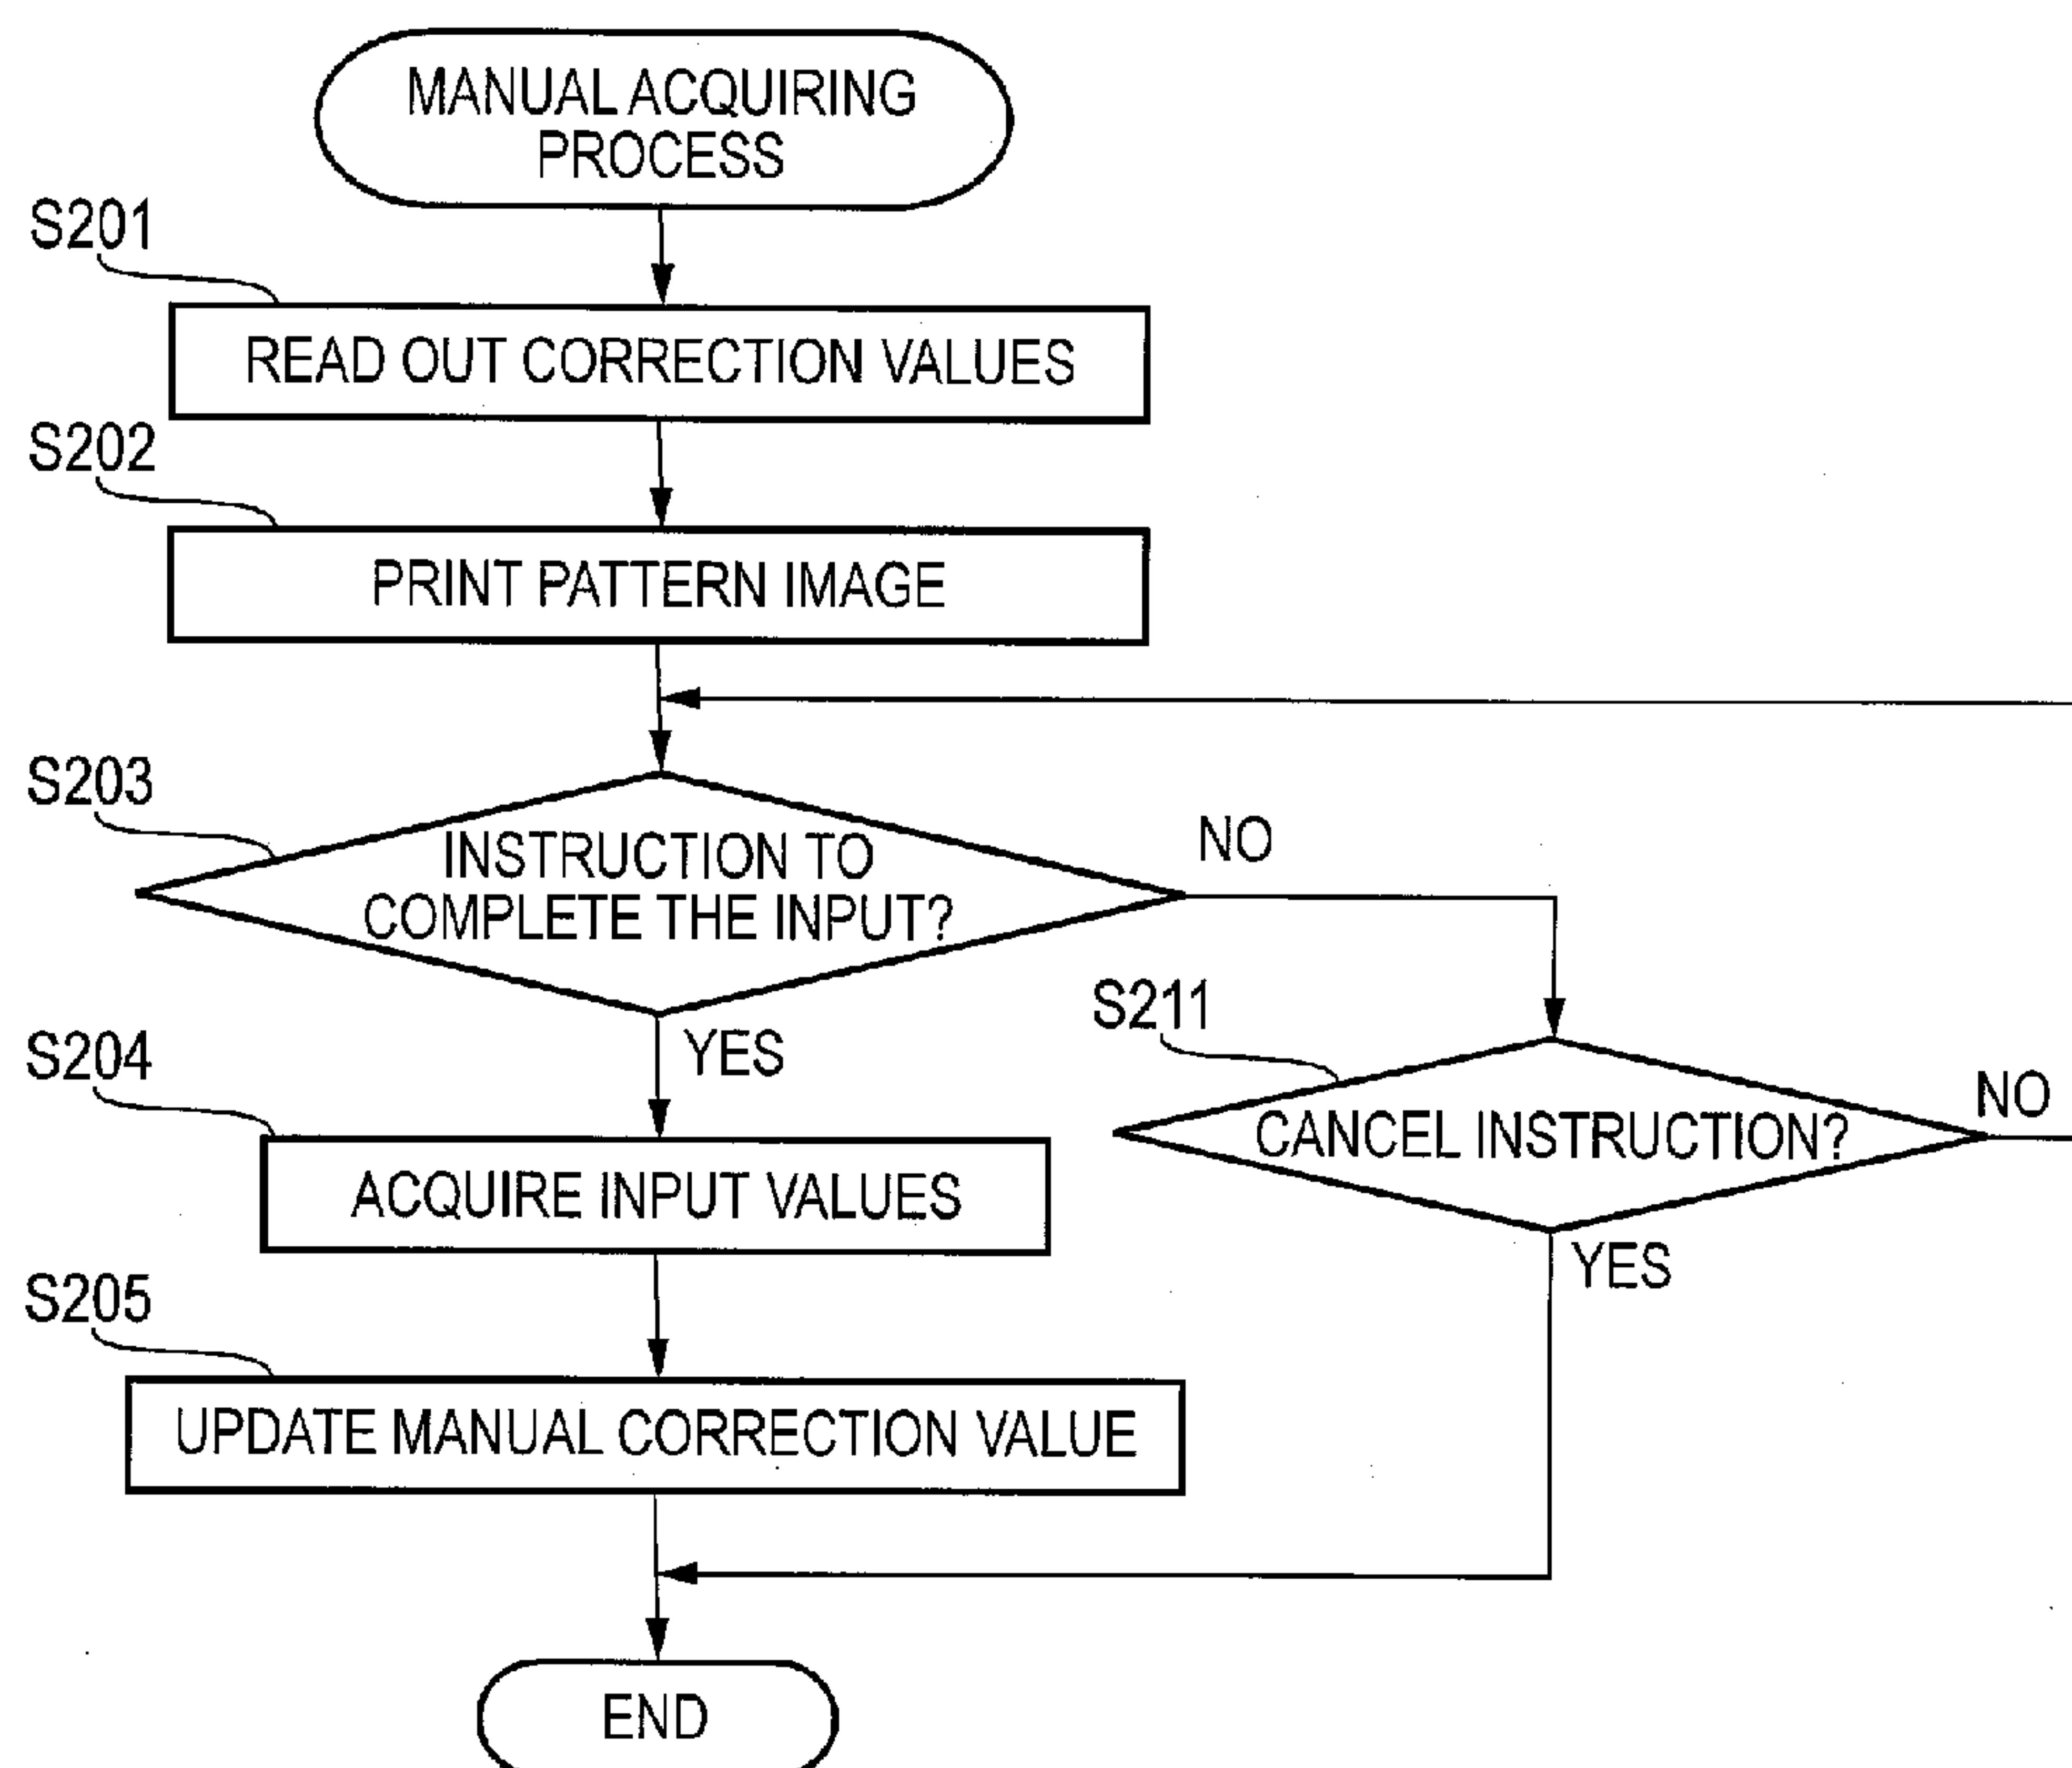 MANUAL ACQUIRING
PROCESS
S201
READ OUT CORRECTION VALUES
S202
PRINT PATTERN IMAGE
S203
INSTRUCTION TO
COMPLETE THE INPUT?
NO
YES
S211
CANCEL INSTRUCTION?
NO
YES
S204
ACQUIRE INPUT VALUES
S205
UPDATE MANUAL CORRECTION VALUE
END